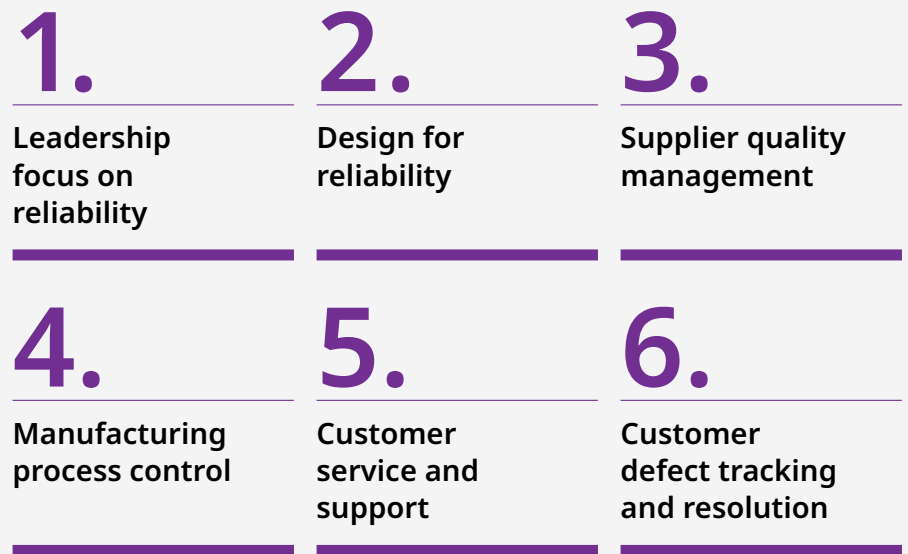 1.
Leadership
focus on
reliability
2.
Design for
reliability
3.
Supplier quality
management
4.
Manufacturing
process control
5.
Customer
service and
support
6.
Customer
defect tracking
and resolution